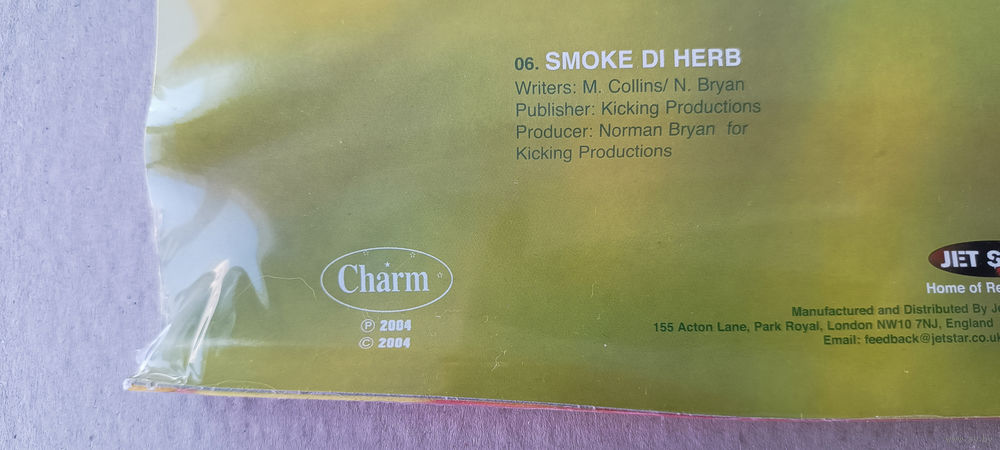 06. SMOKE DI HERB
Writers: M. Collins/ N. Bryan
Publisher: Kicking Productions
Producer: Norman Bryan for
Kicking Productions
Charm
℗ 2004
© 2004
JET
Home of
Manufactured and Distributed By
155 Acton Lane, Park Royal, London NW10 7NJ, England
Email: feedback@jetstar.co.uk